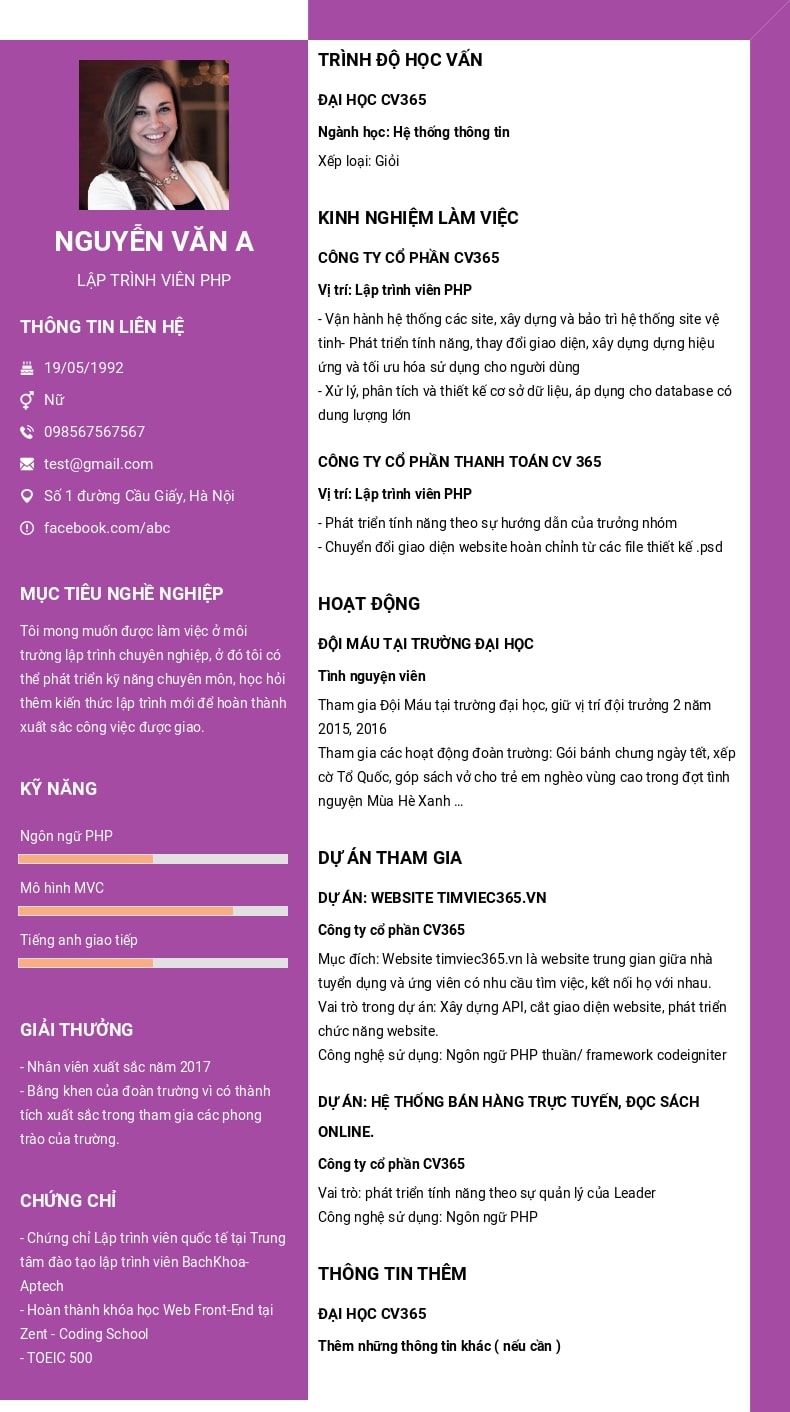 NGUYỄN VĂN A
LẬP TRÌNH VIÊN PHP
THÔNG TIN LIÊN HỆ
19/05/1992
Nữ
098567567567
test@gmail.com
Số 1 đường Cầu Giấy, Hà Nội
facebook.com/abc
MỤC TIÊU NGHỀ NGHIỆP
Tôi mong muốn được làm việc ở môi
trường lập trình chuyên nghiệp, ở đó tôi có
thể phát triển kỹ năng chuyên môn, học hỏi
thêm kiến thức lập trình mới để hoàn thành
xuất sắc công việc được giao.
KỸ NĂNG
Ngôn ngữ PHP
Mô hình MVC
Tiếng anh giao tiếp
GIẢI THƯỞNG
- Nhân viên xuất sắc năm 2017
- Bằng khen của đoàn trường vì có thành
tích xuất sắc trong tham gia các phong
trào của trường.
CHỨNG CHỈ
- Chứng chỉ Lập trình viên quốc tế tại Trung
tâm đào tạo lập trình viên BachKhoa-
Aptech
- Hoàn thành khóa học Web Front-End tại
Zent - Coding School
- TOEIC 500
TRÌNH ĐỘ HỌC VẤN
ĐẠI HỌC CV365
Ngành học: Hệ thống thông tin
Xếp loại: Giỏi
KINH NGHIỆM LÀM VIỆC
CÔNG TY CỔ PHẦN CV365
Vị trí: Lập trình viên PHP
- Vận hành hệ thống các site, xây dựng và bảo trì hệ thống site vệ
tinh- Phát triển tính năng, thay đổi giao diện, xây dựng dựng hiệu
ứng và tối ưu hóa sử dụng cho người dùng
- Xử lý, phân tích và thiết kế cơ sở dữ liệu, áp dụng cho database có
dung lượng lớn
CÔNG TY CỔ PHẦN THANH TOÁN CV 365
Vị trí: Lập trình viên PHP
- Phát triển tính năng theo sự hướng dẫn của trưởng nhóm
- Chuyển đổi giao diện website hoàn chỉnh từ các file thiết kế .psd
HOẠT ĐỘNG
ĐỘI MÁU TẠI TRƯỜNG ĐẠI HỌC
Tình nguyện viên
Tham gia Đội Máu tại trường đại học, giữ vị trí đội trưởng 2 năm
2015, 2016
Tham gia các hoạt động đoàn trường: Gói bánh chưng ngày tết, xếp
cờ Tổ Quốc, góp sách vở cho trẻ em nghèo vùng cao trong đợt tình
nguyện Mùa Hè Xanh ...
DỰ ÁN THAM GIA
DỰ ÁN: WEBSITE TIMVIEC365.VN
Công ty cổ phần CV365
Mục đích: Website timviec365.vn là website trung gian giữa nhà
tuyển dụng và ứng viên có nhu cầu tìm việc, kết nối họ với nhau.
Vai trò trong dự án: Xây dựng API, cắt giao diện website, phát triển
chức năng website.
Công nghệ sử dụng: Ngôn ngữ PHP thuần/ framework codeigniter
DỰ ÁN: HỆ THỐNG BÁN HÀNG TRỰC TUYẾN, ĐỌC SÁCH
ONLINE.
Công ty cổ phần CV365
Vai trò: phát triển tính năng theo sự quản lý của Leader
Công nghệ sử dụng: Ngôn ngữ PHP
THÔNG TIN THÊM
ĐẠI HỌC CV365
Thêm những thông tin khác ( nếu cần )